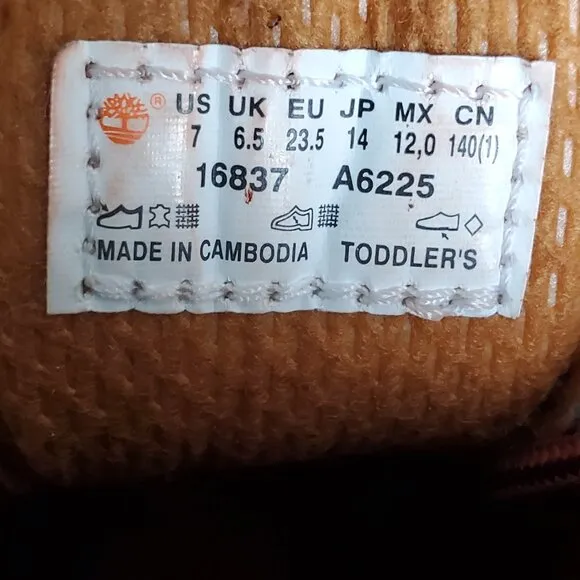 ® US UK EU JP MX CN
7 6.5 23.5 14 12,0 140(1)
16837 A6225
MADE IN CAMBODIA TODDLER'S